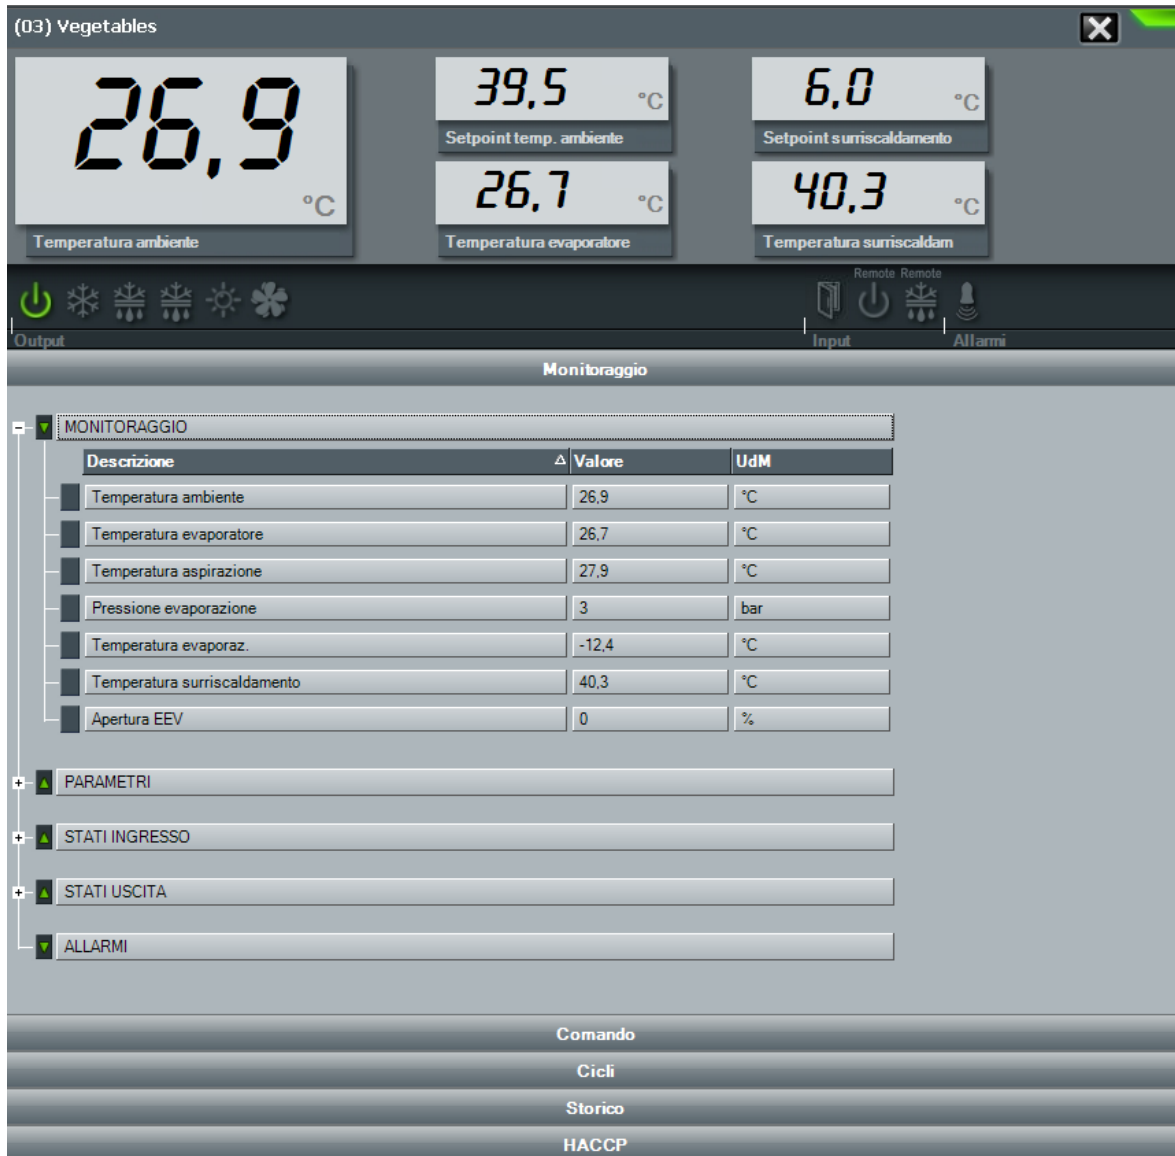 (03) Vegetables
26,9 °C
Temperatura ambiente
39,5 °C
Setpoint temp. ambiente
6,0 °C
Setpoint surriscaldamento
26,7 °C
Temperatura evaporatore
40,3 °C
Temperatura surriscaldam
Remote Remote
Output
Input
Allarmi
Monitoraggio
MONITORAGGIO
Descrizione Valore UdM
Temperatura ambiente 26,9 °C
Temperatura evaporatore 26,7 °C
Temperatura aspirazione 27,9 °C
Pressione evaporazione 3 bar
Temperatura evaporaz. -12,4 °C
Temperatura surriscaldamento 40,3 °C
Apertura EEV 0 %
PARAMETRI
STATI INGRESSO
STATI USCITA
ALLARMI
Comando
Cicli
Storico
HACCP